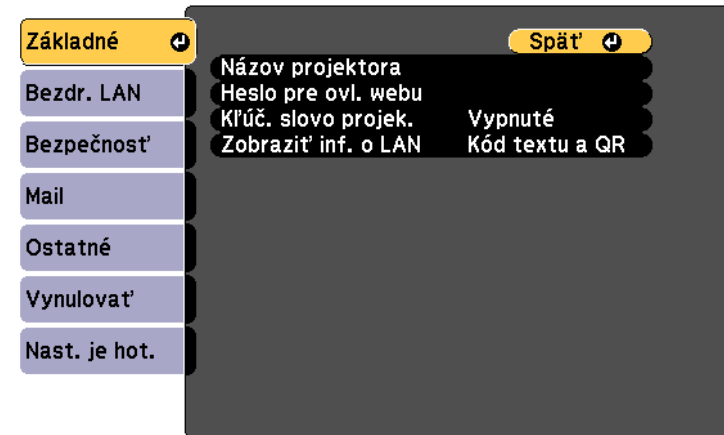 Základné
Bezdr. LAN
Bezpečnosť
Mail
Ostatné
Vynulovať
Nast. je hot.
Späť
Názov projektora
Heslo pre ovl. webu
Kľúč. slovo projek. Vypnuté
Zobraziť inf. o LAN Kód textu a QR